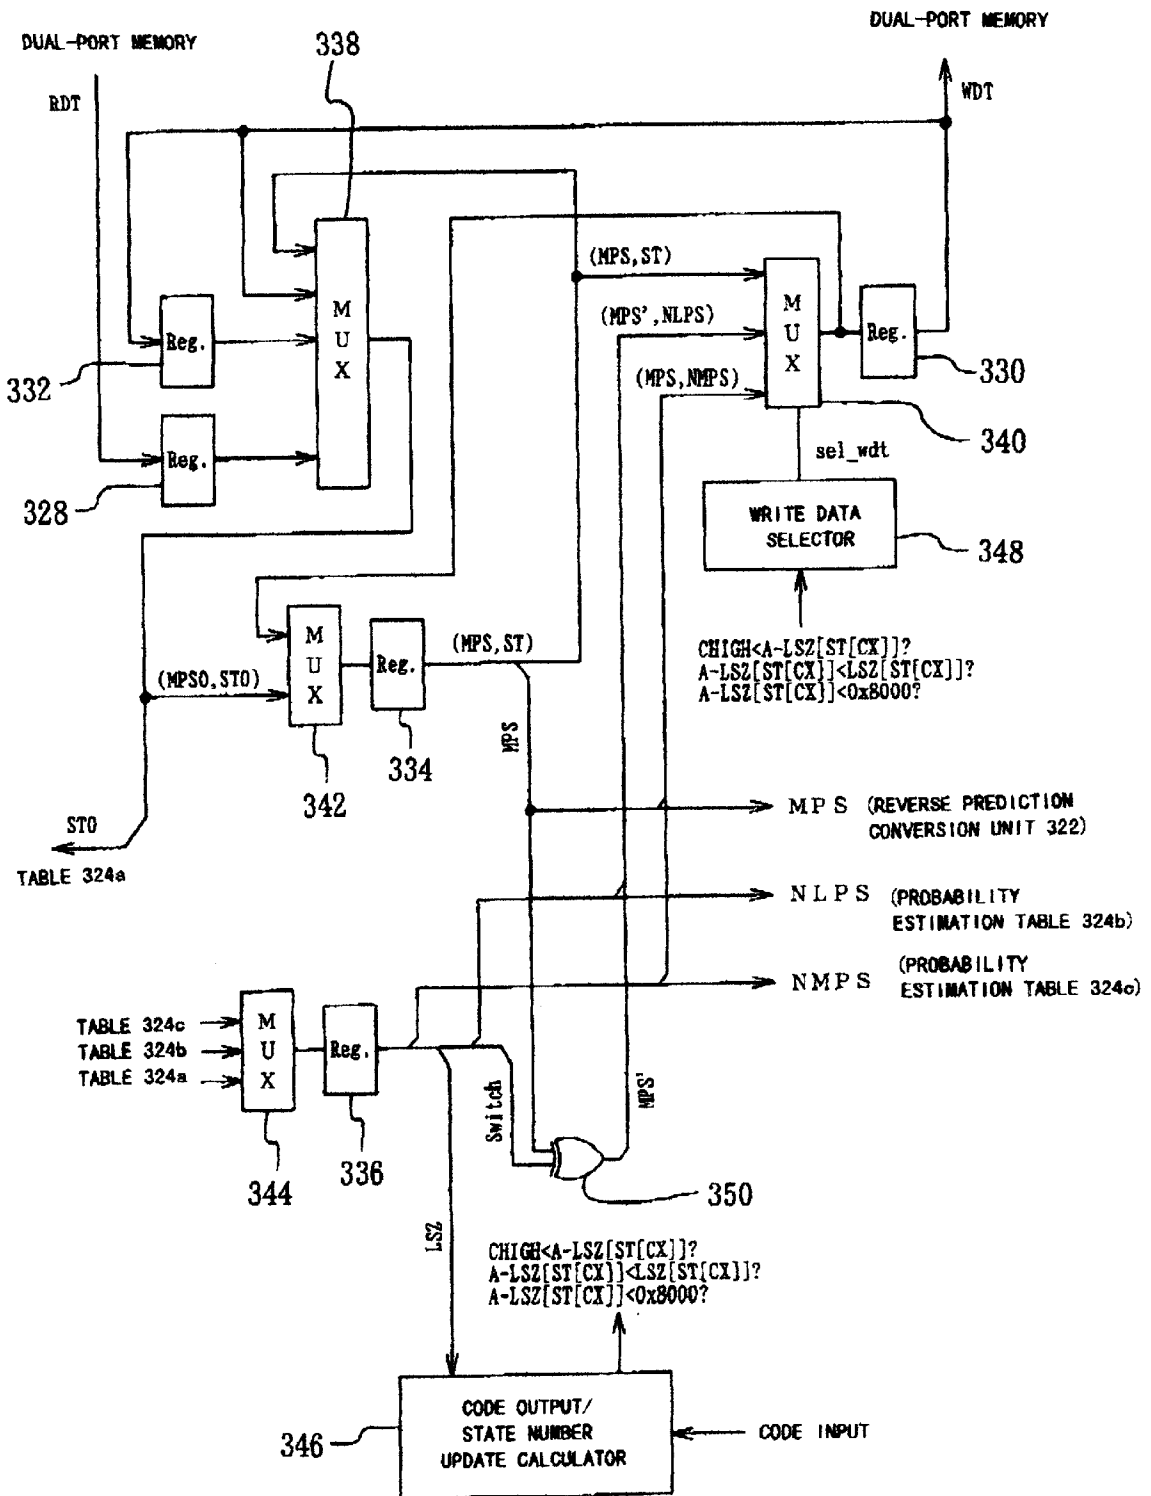 DUAL-PORT MEMORY
DUAL-PORT MEMORY
338
RDT
WDT
(MPS,ST)
MUX
MUX
(MPS',NLPS)
Reg.
Reg.
332
330
(MPS,NMPS)
340
Reg.
sel_wdt
328
WRITE DATA
SELECTOR
348
MUX
(MPS,ST)
Reg.
CHIGH<A-LSZ[ST[CX]]?
A-LSZ[ST[CX]]<LSZ[ST[CX]]?
A-LSZ[ST[CX]]<0x8000?
(MPS0,ST0)
MPS
334
342
MPS (REVERSE PREDICTION
CONVERSION UNIT 322)
ST0
TABLE 324a
NLPS (PROBABILITY
ESTIMATION TABLE 324b)
NMPS (PROBABILITY
ESTIMATION TABLE 324c)
TABLE 324c
TABLE 324b
TABLE 324a
MUX
Reg.
Switch
MPS'
344
336
350
LSZ
CHIGH<A-LSZ[ST[CX]]?
A-LSZ[ST[CX]]<LSZ[ST[CX]]?
A-LSZ[ST[CX]]<0x8000?
346
CODE OUTPUT/
STATE NUMBER
UPDATE CALCULATOR
CODE INPUT